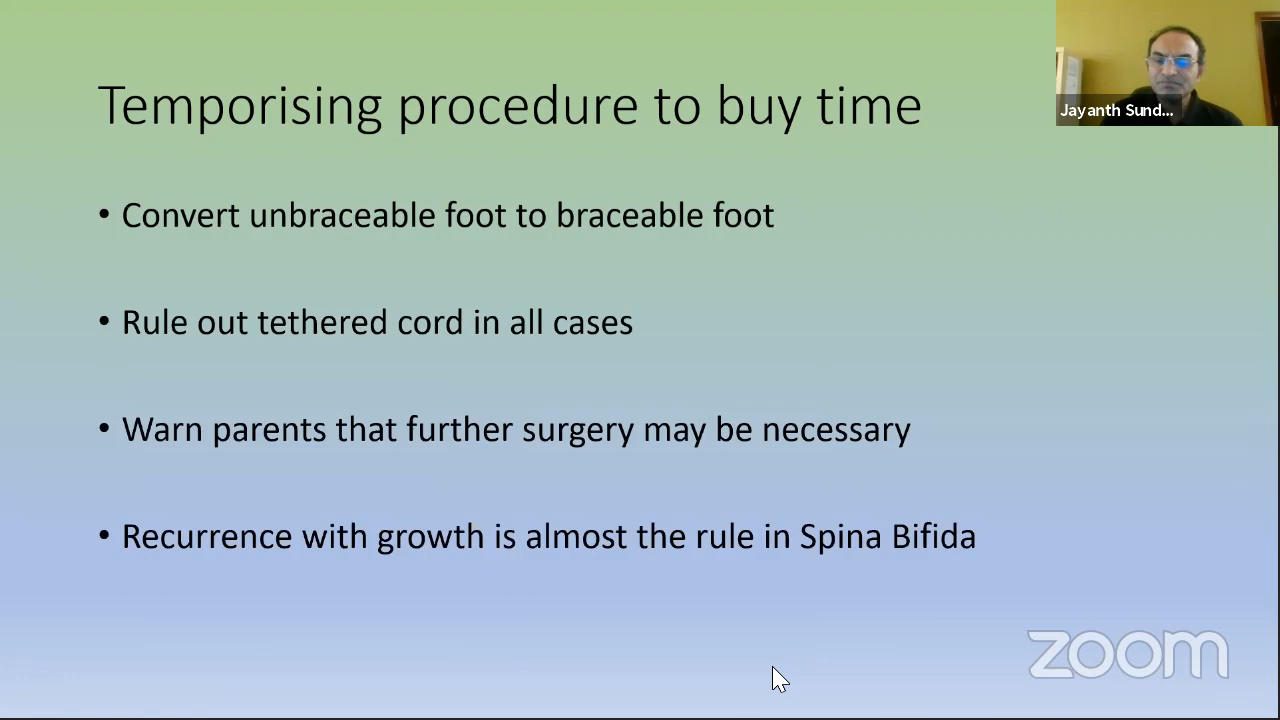 Temporising procedure to buy time
Jayanth Sund...
• Convert unbraceable foot to braceable foot
• Rule out tethered cord in all cases
• Warn parents that further surgery may be necessary
• Recurrence with growth is almost the rule in Spina Bifida
zoom